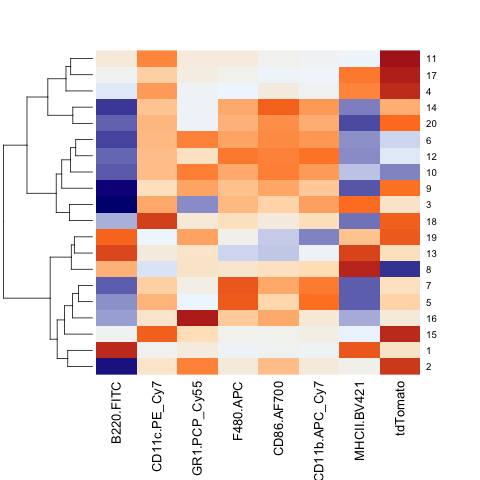 11
17
4
14
20
6
12
10
9
3
18
19
13
8
7
5
16
15
1
2
B220.FITC
CD11c.PE_Cy7
GR1.PCP_Cy55
F480.APC
CD86.AF700
CD11b.APC_Cy7
MHCII.BV421
tdTomato